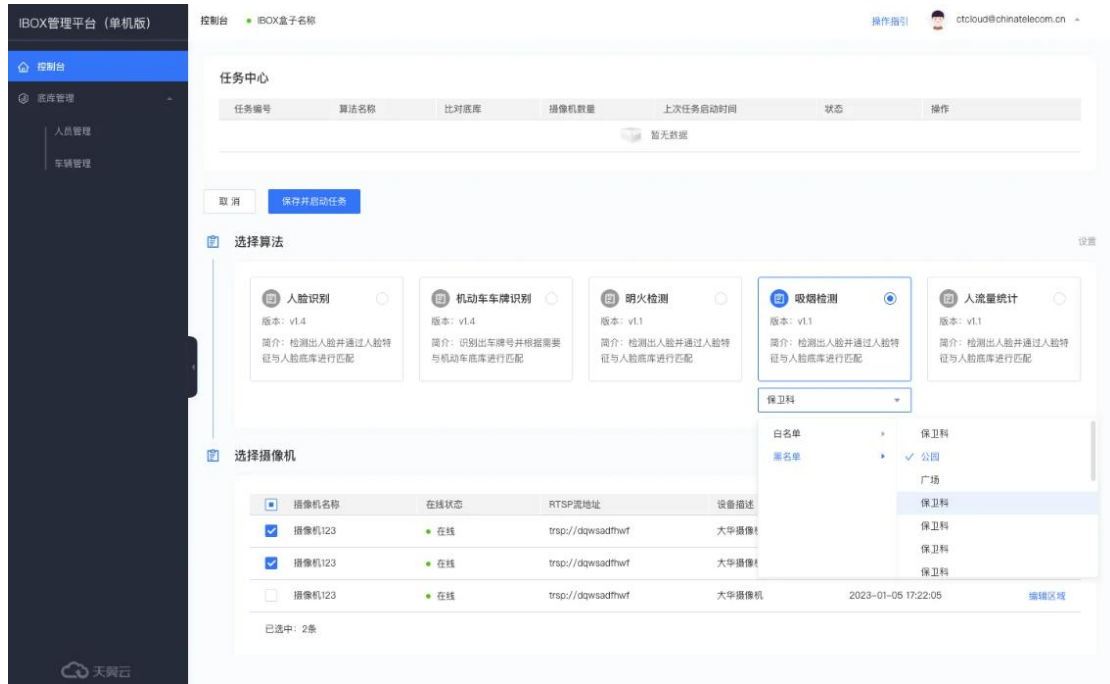 IBOX管理平台（单机版）
控制台 • IBOX盒子名称
操作指引
ctcloud@chinatelecom.cn
控制台
底库管理
人员管理
车辆管理
任务中心
任务编号 算法名称 比对底库 摄像机数量 上次任务启动时间 状态 操作
暂无数据
取消 保存并启动任务
选择算法 设置
人脸识别
版本：v1.4
简介：检测出人脸并通过人脸特
征与人脸底库进行匹配
机动车车牌识别
版本：v1.4
简介：识别出车牌号并根据需要
与机动车底库进行匹配
明火检测
版本：v1.1
简介：检测出人脸并通过人脸特
征与人脸底库进行匹配
吸烟检测
版本：v1.1
简介：检测出人脸并通过人脸特
征与人脸底库进行匹配
人流量统计
版本：v1.1
简介：检测出人脸并通过人脸特
征与人脸底库进行匹配
保卫科
白名单
黑名单
保卫科
公园
广场
保卫科
保卫科
保卫科
保卫科
选择摄像机
摄像机名称 在线状态 RTSP流地址 设备描述
摄像机123 在线 trsp://dqwsadfhwf 大华摄像
摄像机123 在线 trsp://dqwsadfhwf 大华摄像
摄像机123 在线 trsp://dqwsadfhwf 大华摄像机 2023-01-05 17:22:05 编辑区域
已选中：2条
天翼云